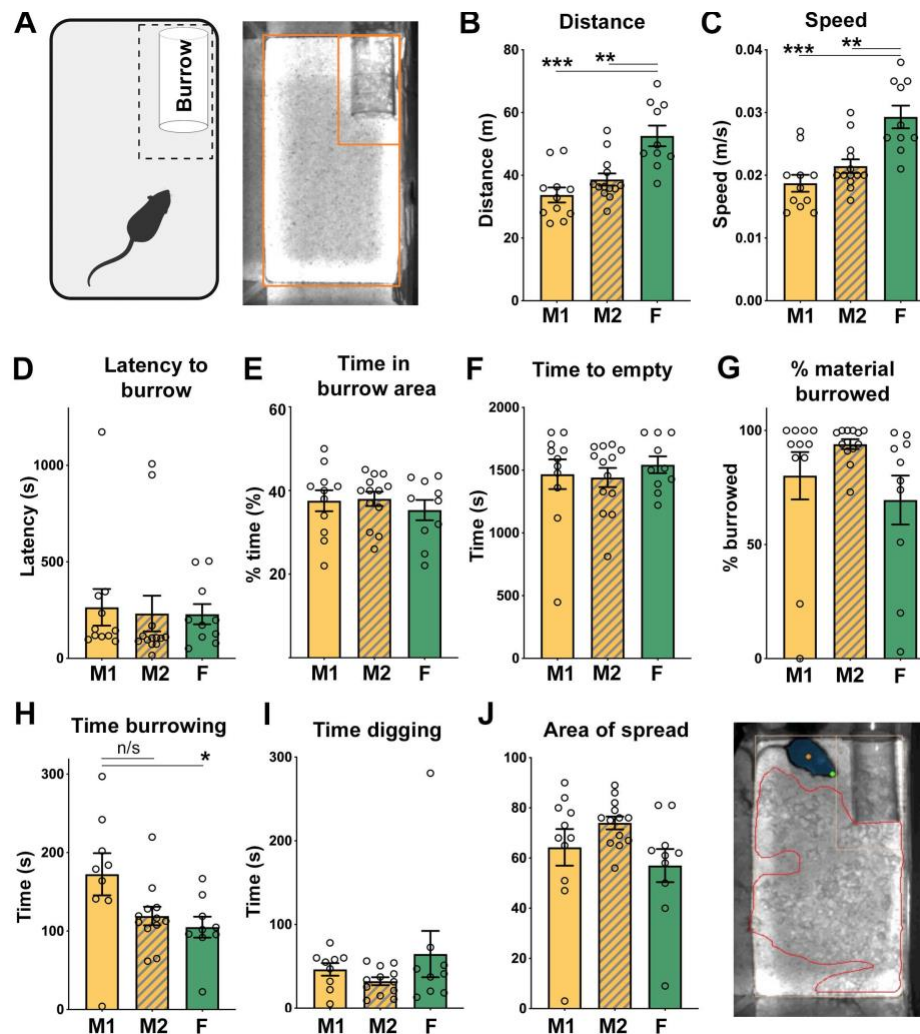 A
Burrow
B
Distance
Distance (m)
80
60
40
20
0
***
**
M1 M2 F
C
Speed
Speed (m/s)
0.04
0.03
0.02
0.01
0.00
***
**
M1 M2 F
D
Latency to
burrow
Latency (s)
1000
500
0
M1 M2 F
E
Time in
burrow area
% time (%)
60
40
20
M1 M2 F
F
Time to empty
Time (s)
2000
1500
1000
500
0
M1 M2 F
G
% material
burrowed
% burrowed
100
50
0
M1 M2 F
H
Time burrowing
n/s
*
Time (s)
300
200
100
0
M1 M2 F
I
Time digging
Time (s)
300
200
100
0
M1 M2 F
J
Area of spread
100
80
60
40
20
0
M1 M2 F